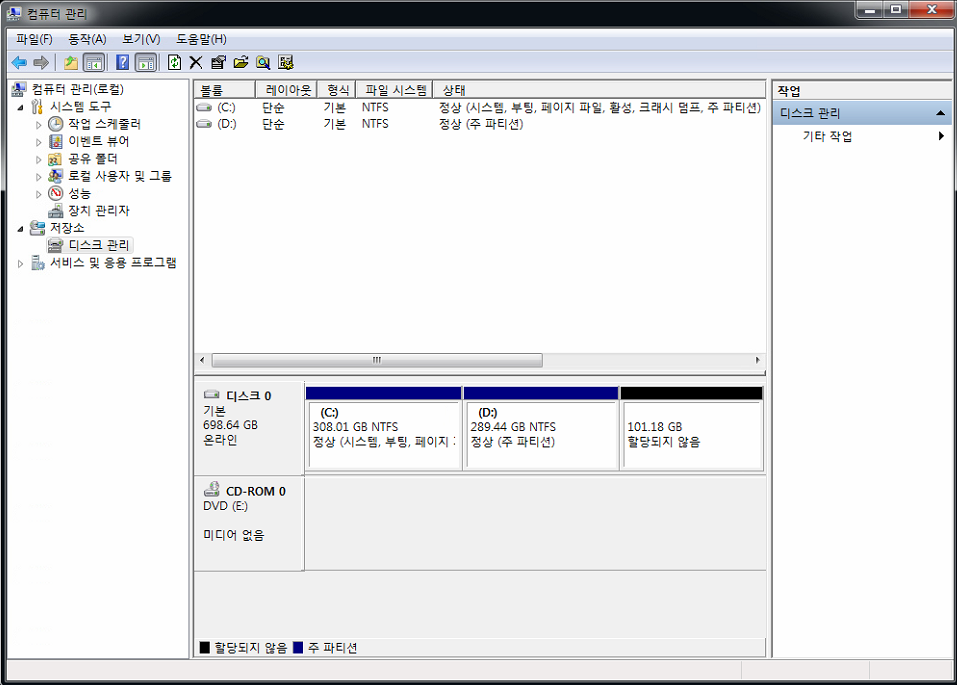 컴퓨터 관리
파일(F) 동작(A) 보기(V) 도움말(H)
컴퓨터 관리(로컬)
시스템 도구
작업 스케줄러
이벤트 뷰어
공유 폴더
로컬 사용자 및 그룹
성능
장치 관리자
저장소
디스크 관리
서비스 및 응용 프로그램
볼륨 레이아웃 형식 파일 시스템 상태
(C:) 단순 기본 NTFS 정상 (시스템, 부팅, 페이지 파일, 활성, 크래시 덤프, 주 파티션)
(D:) 단순 기본 NTFS 정상 (주 파티션)
디스크 0
기본
698.64 GB
온라인
(C:)
308.01 GB NTFS
정상 (시스템, 부팅, 페이지
(D:)
289.44 GB NTFS
정상 (주 파티션)
101.18 GB
할당되지 않음
CD-ROM 0
DVD (E:)
미디어 없음
할당되지 않음 주 파티션
작업
디스크 관리
기타 작업